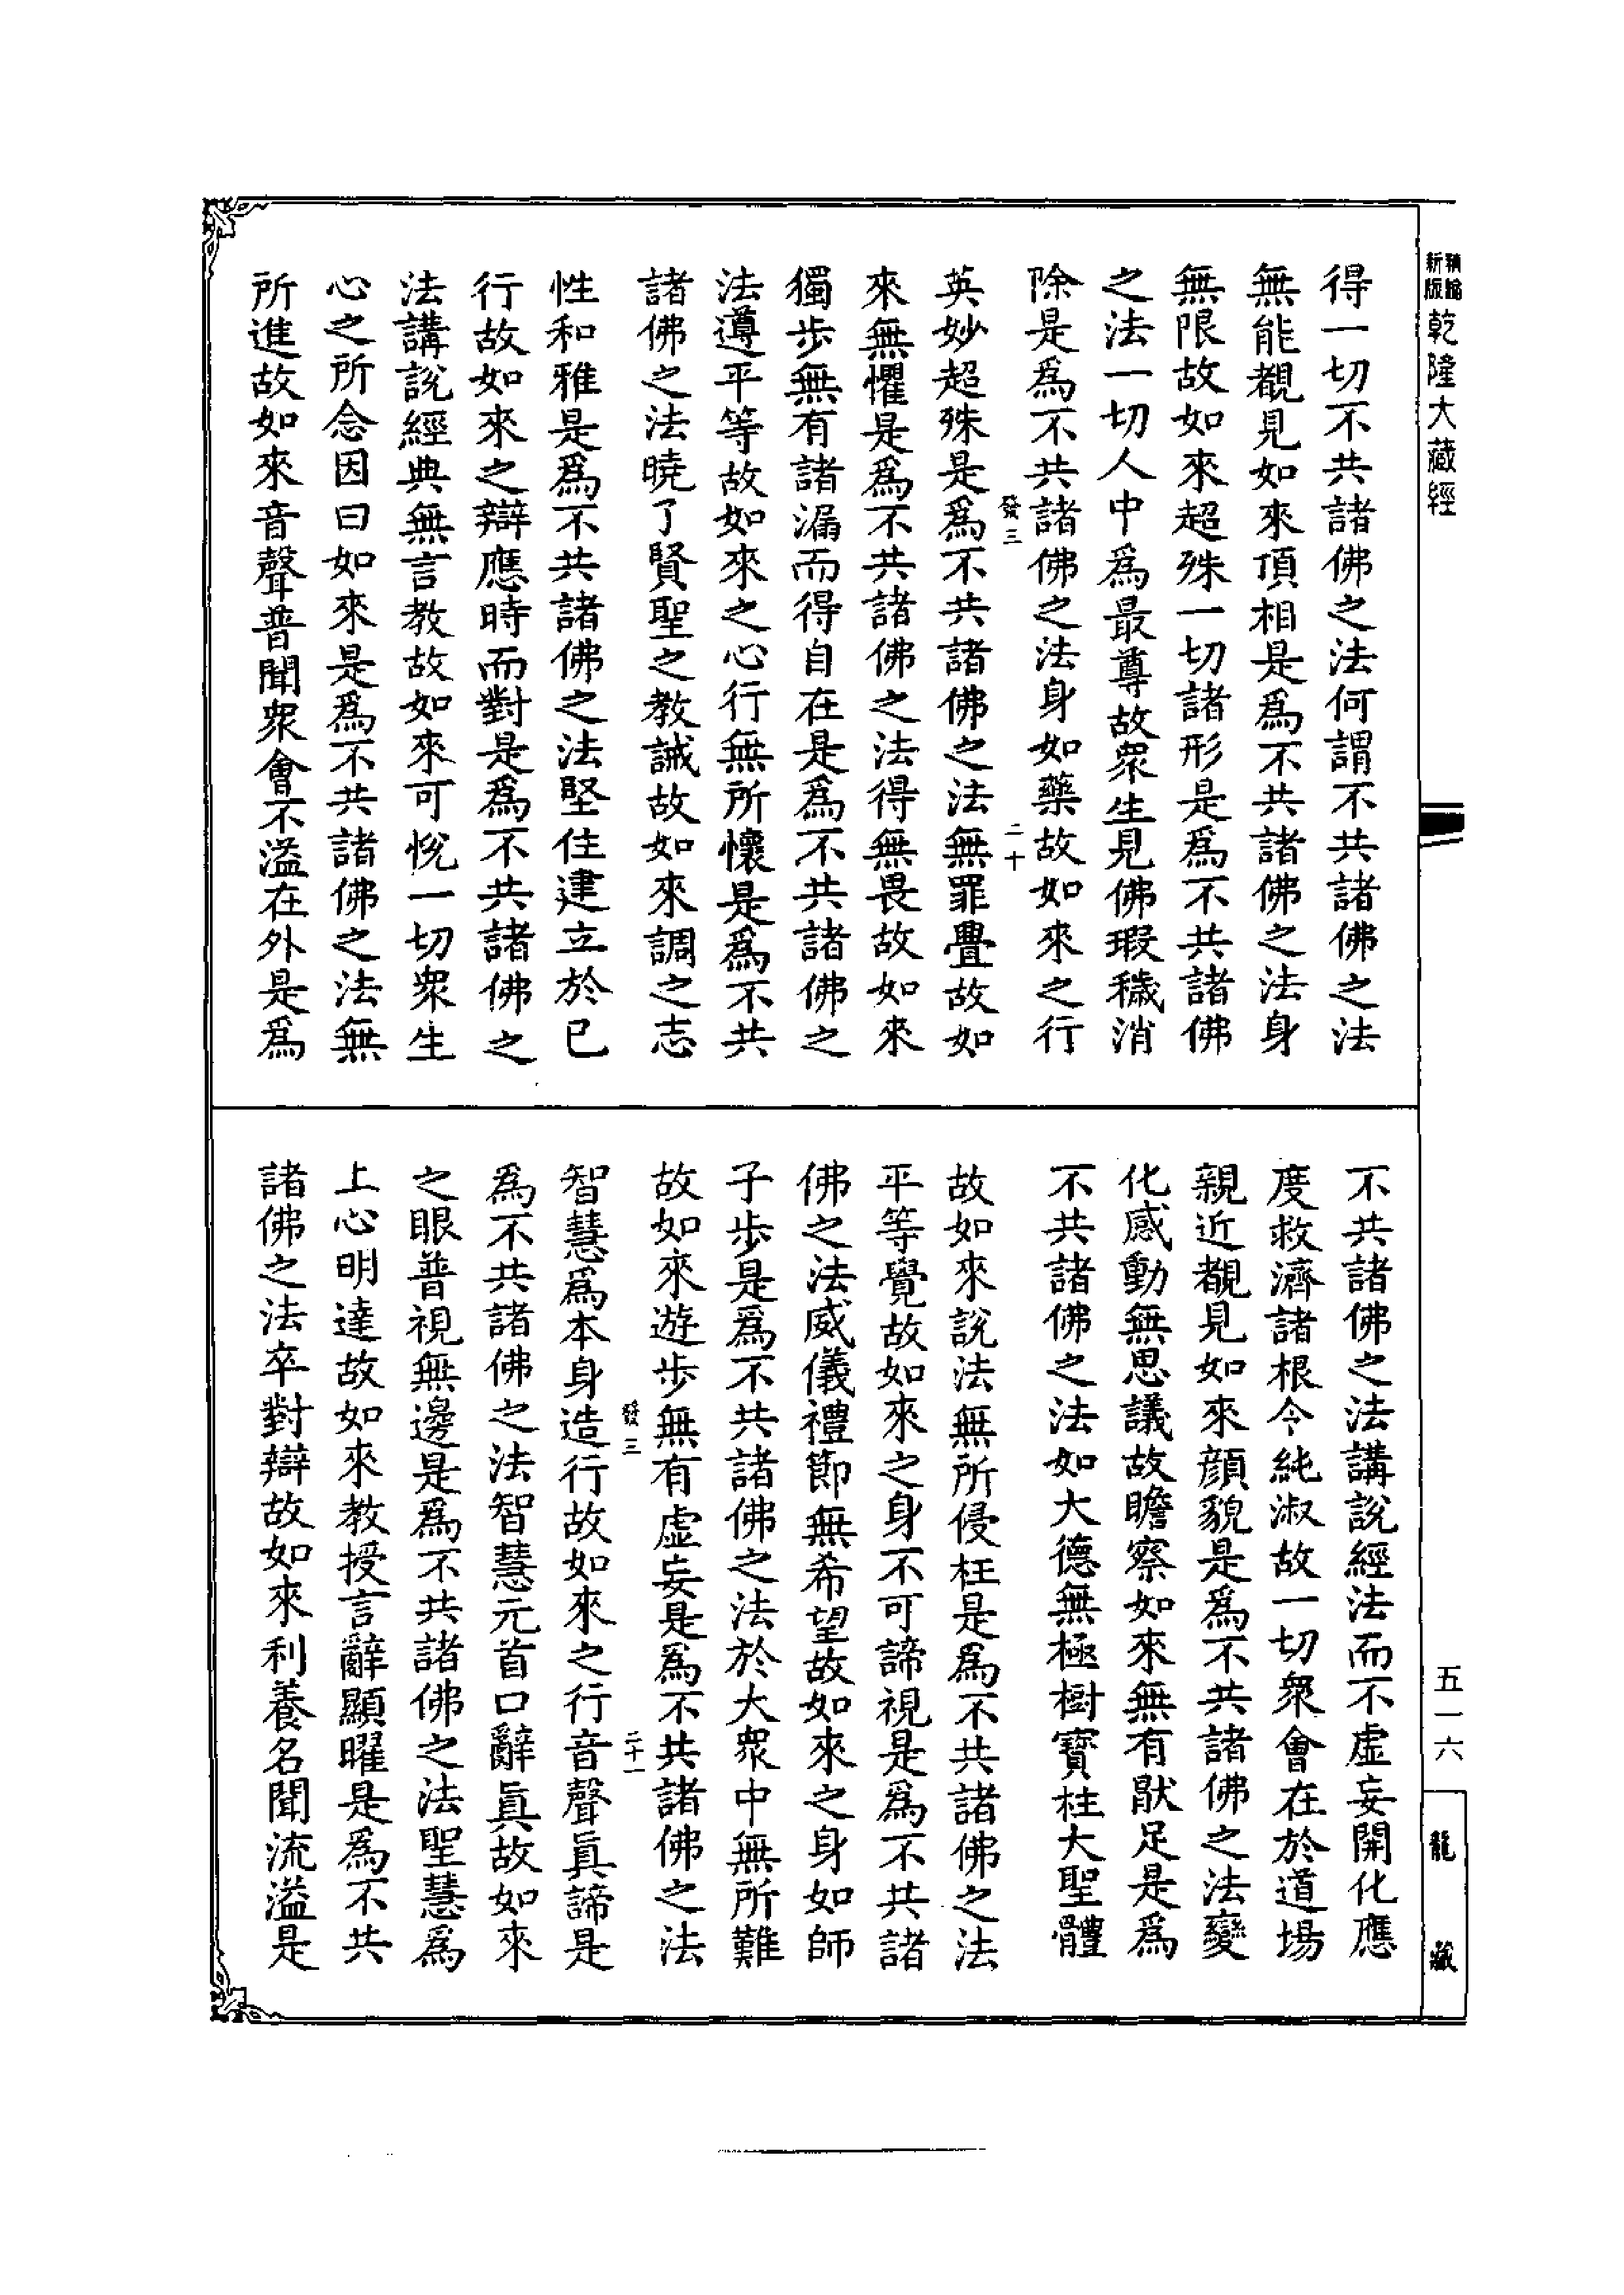 新版
乾隆大藏經
得一切不共諸佛之法何謂不共諸佛之法
無能覩見如來頂相是爲不共諸佛之法身
無限故如來超殊一切諸形是爲不共諸佛
之法一切人中爲最尊故眾生見佛瑕穢消
除是爲不共諸佛之法身如藥故如來之行
發三
二十
英妙超殊是爲不共諸佛之法無罪疊故如
來無懼是爲不共諸佛之法得無畏故如來
獨步無有諸漏而得自在是爲不共諸佛之
法遵平等故如來之心行無所懷是爲不共
諸佛之法曉了賢聖之教誡故如來調之志
性和雅是爲不共諸佛之法堅住建立於已
行故如來之辯應時而對是爲不共諸佛之
法講說經典無言教故如來可悅一切眾生
心之所念因曰如來是爲不共諸佛之法無
所進故如來音聲普聞眾會不溢在外是爲
不共諸佛之法講說經法而不虛妄開化應
度救濟諸根令純淑故一切眾會在於道場
親近覩見如來顏貌是爲不共諸佛之法變
化感動無思議故瞻察如來無有猒足是爲
不共諸佛之法如大德無極樹寶柱大聖體
故如來說法無所侵枉是爲不共諸佛之法
平等覺故如來之身不可諦視是爲不共諸
佛之法威儀禮節無希望故如來之身如師
子步是爲不共諸佛之法於大眾中無所難
故如來遊步無有虛妄是爲不共諸佛之法
發三
二十一
智慧爲本身造行故如來之行音聲眞諦是
爲不共諸佛之法智慧元首口辭眞故如來
之眼普視無邊是爲不共諸佛之法聖慧爲
上心明達故如來教授言辭顯曜是爲不共
諸佛之法卒對辯故如來利養名聞流溢是
五一六
龍藏